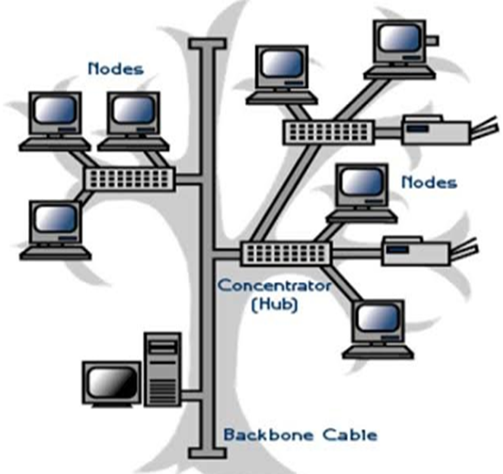 Nodes
Nodes
Concentrator
(Hub)
Backbone Cable